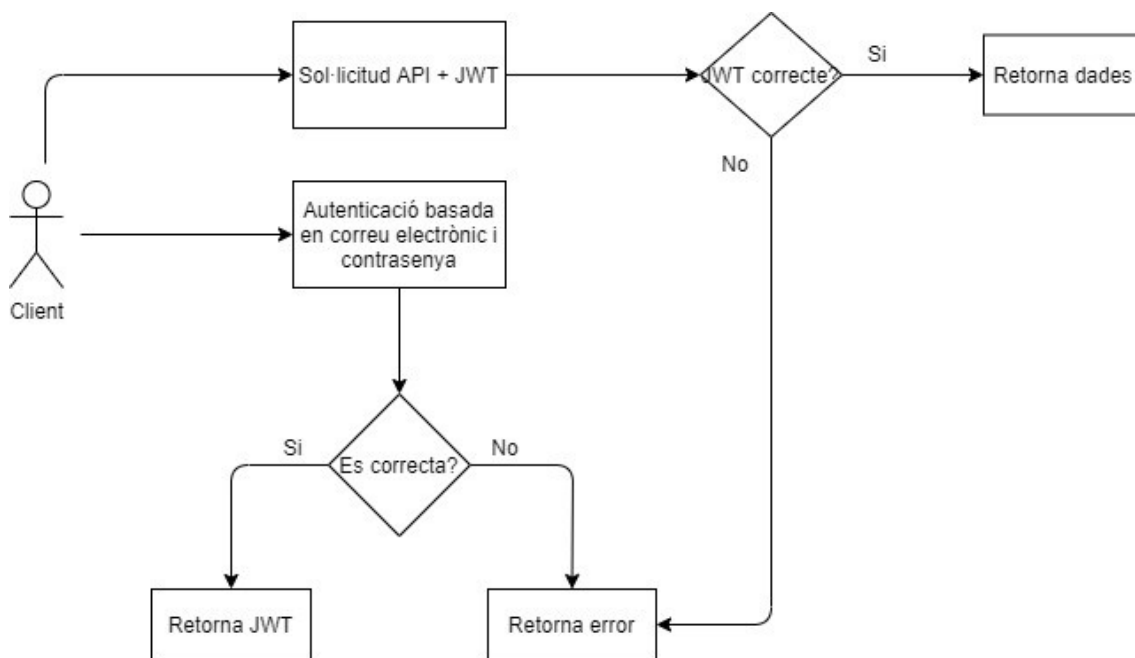 Si
Sol·licitud API + JWT
JWT correcte?
Retorna dades
No
Autenticació basada
en correu electrònic i
contrasenya
Client
Si
No
Es correcta?
Retorna JWT
Retorna error